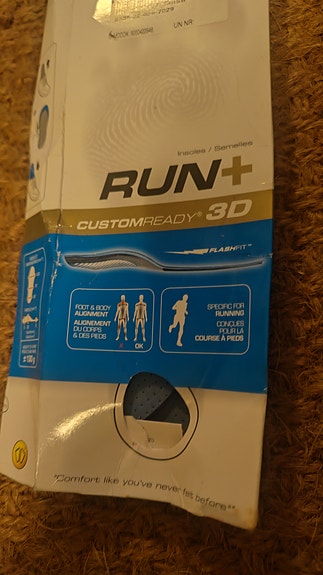 UN NR
Insoles / Semelles
RUN+
CUSTOMREADY® 3D
FLASHFIT™
FOOT & BODY
ALIGNMENT
ALIGNEMENT
DU CORPS
& DES PIEDS
X OK
SPECIFIC FOR
RUNNING
CONÇUES
POUR LA
COURSE À PIEDS
"Comfort like you've never felt before"